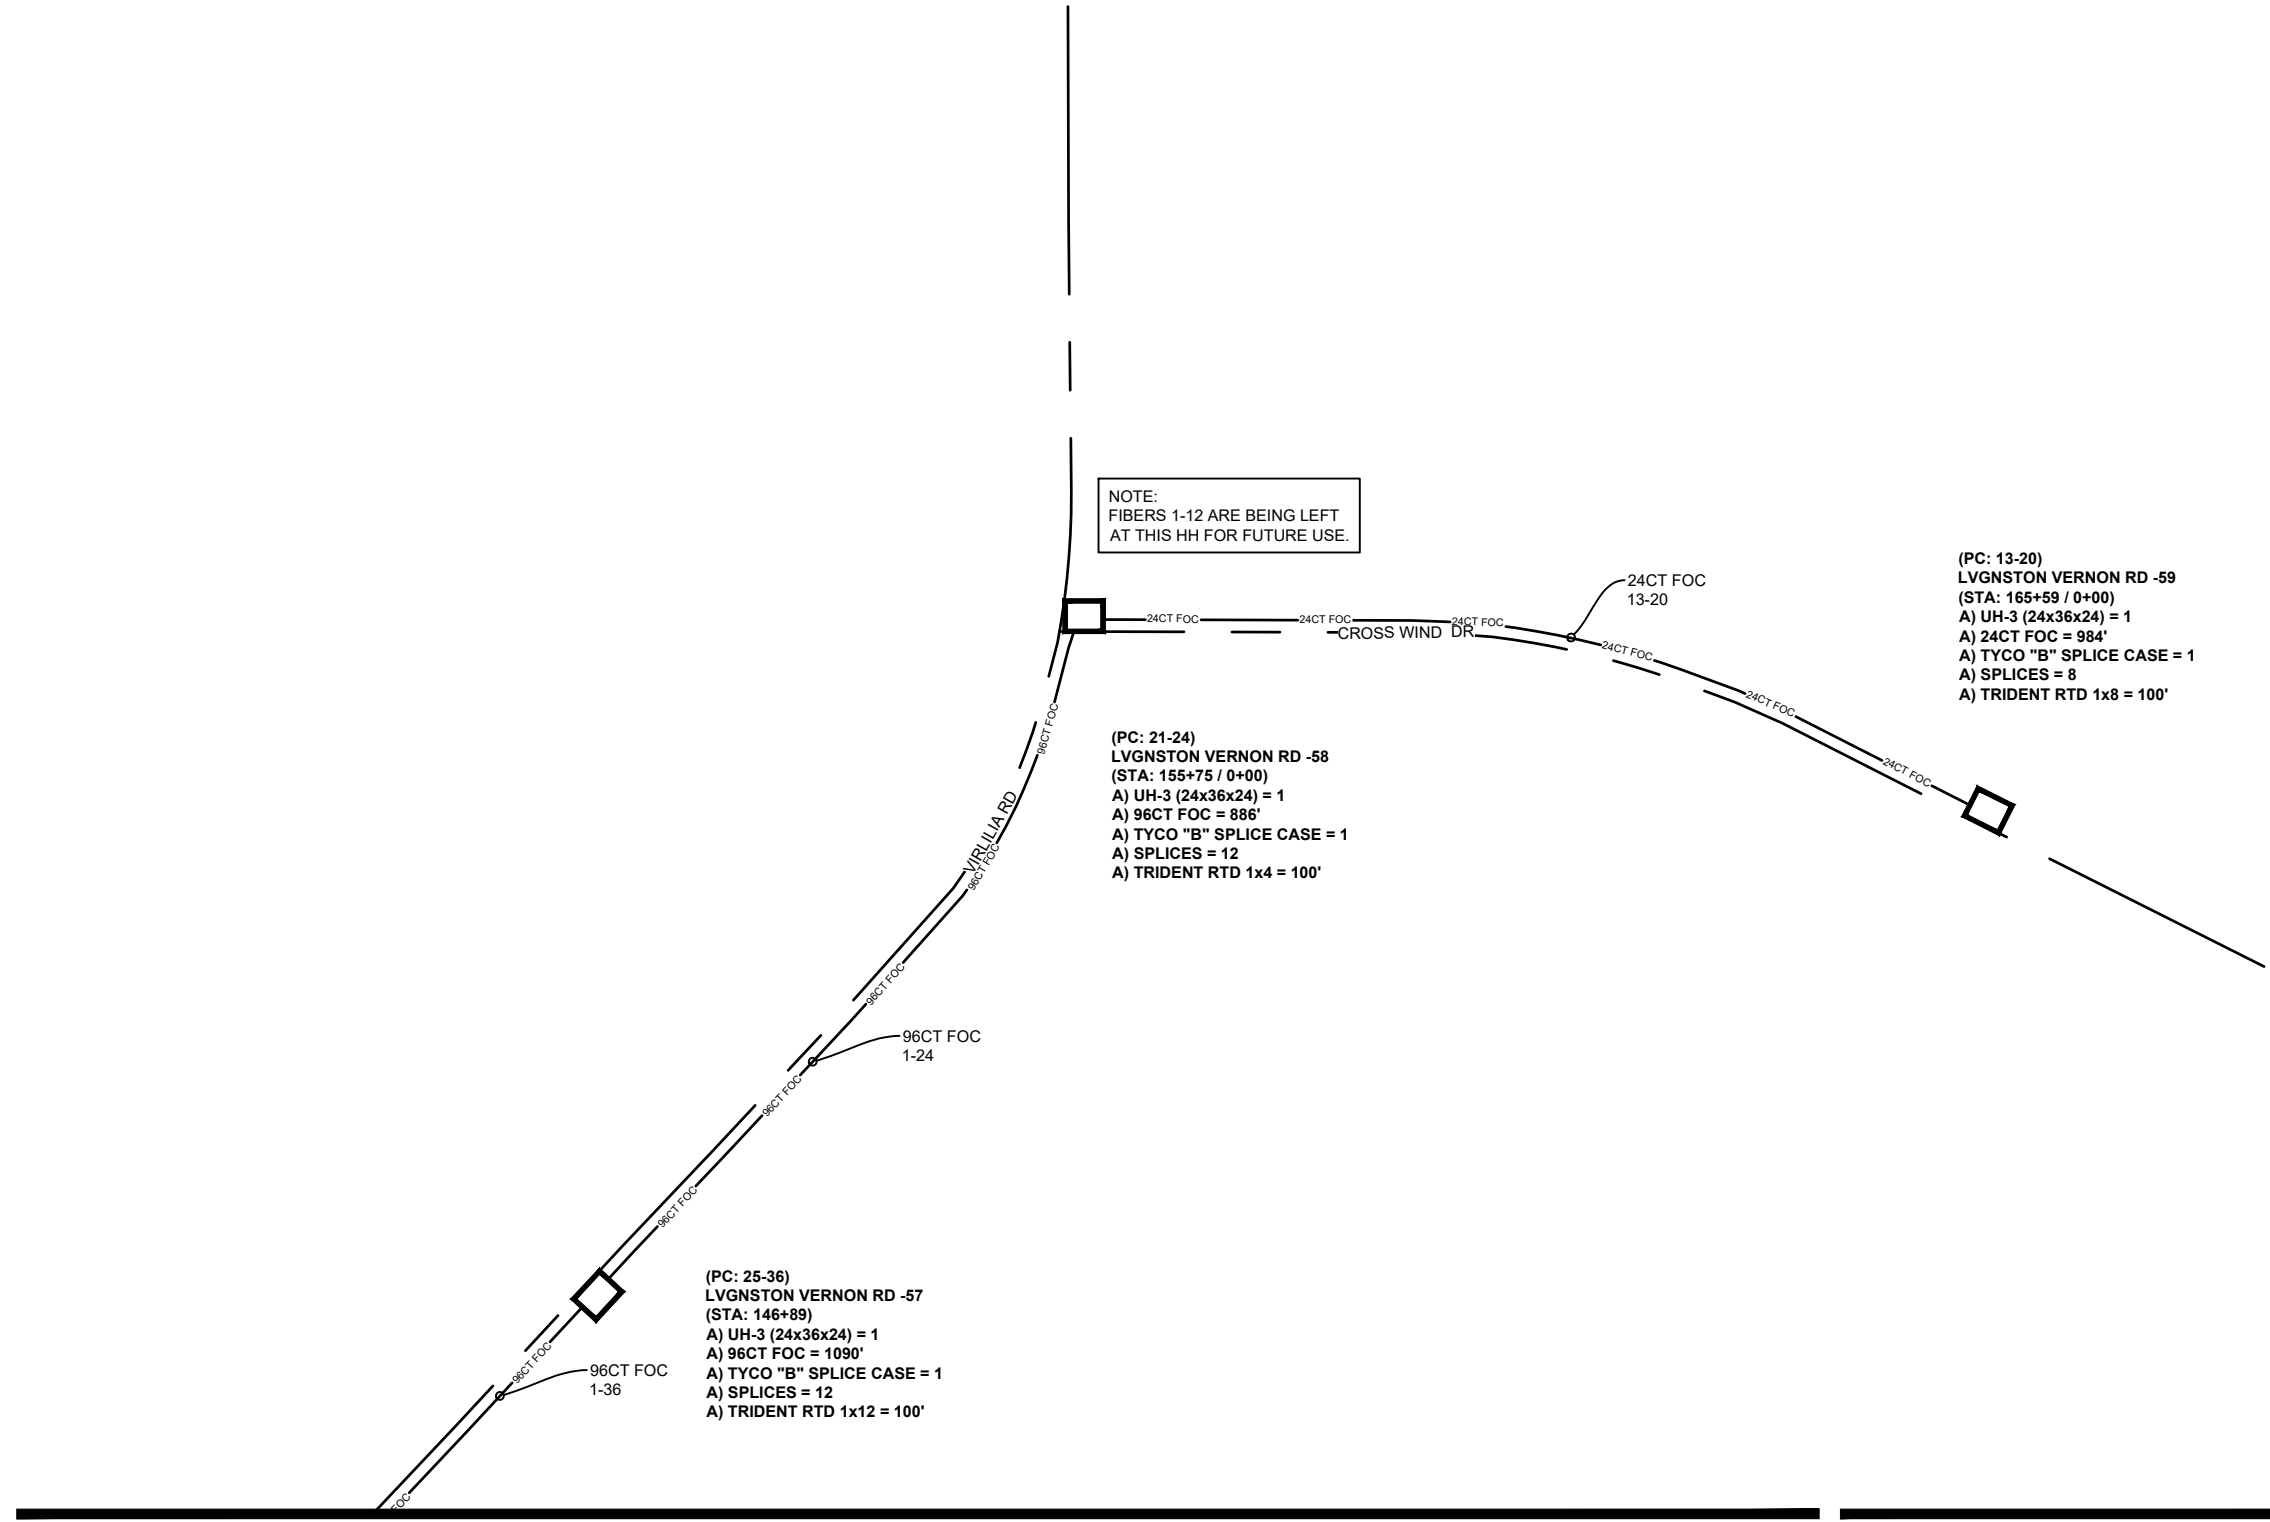 NOTE:
FIBERS 1-12 ARE BEING LEFT
AT THIS HH FOR FUTURE USE.
24CT FOC
13-20
(PC: 13-20)
LVGNSTON VERNON RD -59
(STA: 165+59 / 0+00)
A) UH-3 (24x36x24) = 1
A) 24CT FOC = 984'
A) TYCO "B" SPLICE CASE = 1
A) SPLICES = 8
A) TRIDENT RTD 1x8 = 100'
24CT FOC
24CT FOC
24CT FOC
24CT FOC
24CT FOC
24CT FOC
CROSS WIND DR
(PC: 21-24)
LVGNSTON VERNON RD -58
(STA: 155+75 / 0+00)
A) UH-3 (24x36x24) = 1
A) 96CT FOC = 886'
A) TYCO "B" SPLICE CASE = 1
A) SPLICES = 12
A) TRIDENT RTD 1x4 = 100'
96CT FOC
VIRLILIA RD
96CT FOC
96CT FOC
96CT FOC
1-24
96CT FOC
96CT FOC
(PC: 25-36)
LVGNSTON VERNON RD -57
(STA: 146+89)
A) UH-3 (24x36x24) = 1
A) 96CT FOC = 1090'
A) TYCO "B" SPLICE CASE = 1
A) SPLICES = 12
A) TRIDENT RTD 1x12 = 100'
96CT FOC
96CT FOC
1-36
FOC